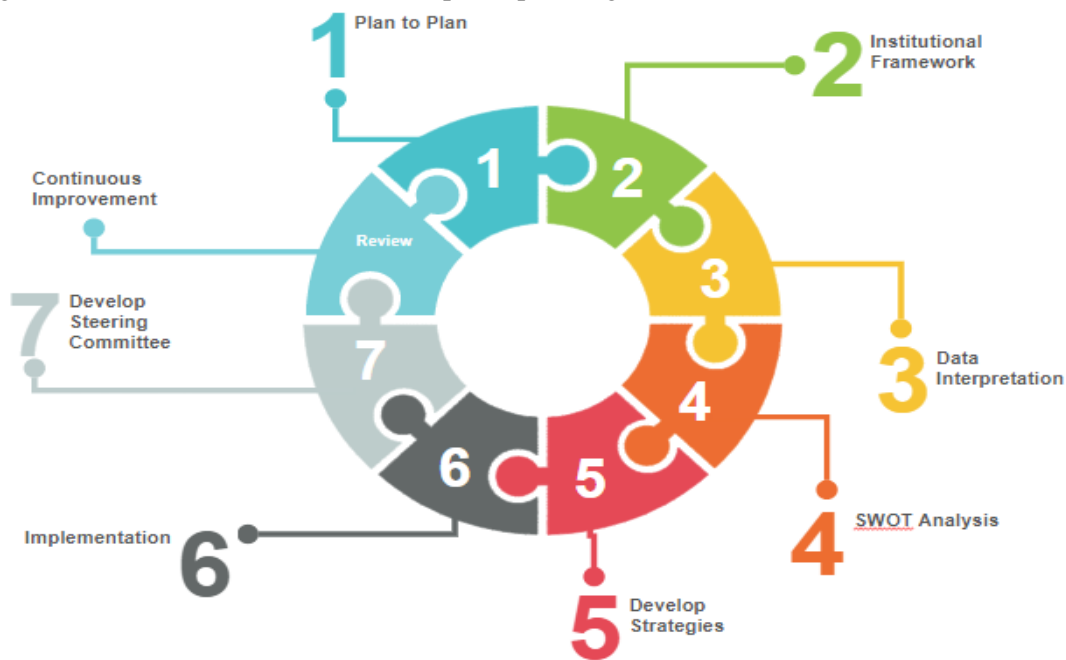 1
Plan to Plan
2
Institutional
Framework
1
2
Continuous
Improvement
Review
3
7
Develop
Steering
Committee
3
Data
Interpretation
7
4
6
5
4
SWOT Analysis
Implementation
6
5
Develop
Strategies